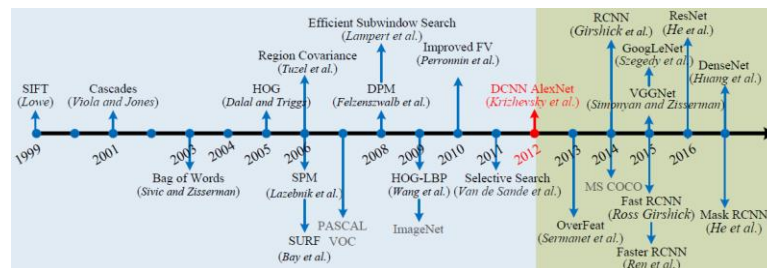 Efficient Subwindow Search
(Lampert et al.)
RCNN
(Girshick et al.)
ResNet
(He et al.)
Region Covariance
(Tuzel et al.)
Improved FV
(Perronnin et al.)
GoogLeNet
(Szegedy et al.)
DenseNet
(Huang et al.)
SIFT
(Lowe)
Cascades
(Viola and Jones)
HOG
(Dalal and Triggs)
DPM
(Felzenszwalb et al.)
DCNN AlexNet
(Krizhevsky et al.)
VGGNet
(Simonyan and Zisserman)
1999
2001
2003
2004
2005
2006
2008
2009
2010
2011
2012
2013
2014
2015
2016
Bag of Words
(Sivic and Zisserman)
SPM
(Lazebnik et al.)
HOG-LBP
(Wang et al.)
Selective Search
(Van de Sande et al.)
MS COCO
Fast RCNN
(Ross Girshick)
Mask RCNN
(He et al.)
PASCAL
VOC
ImageNet
OverFeat
(Sermanet et al.)
SURF
(Bay et al.)
Faster RCNN
(Ren et al.)